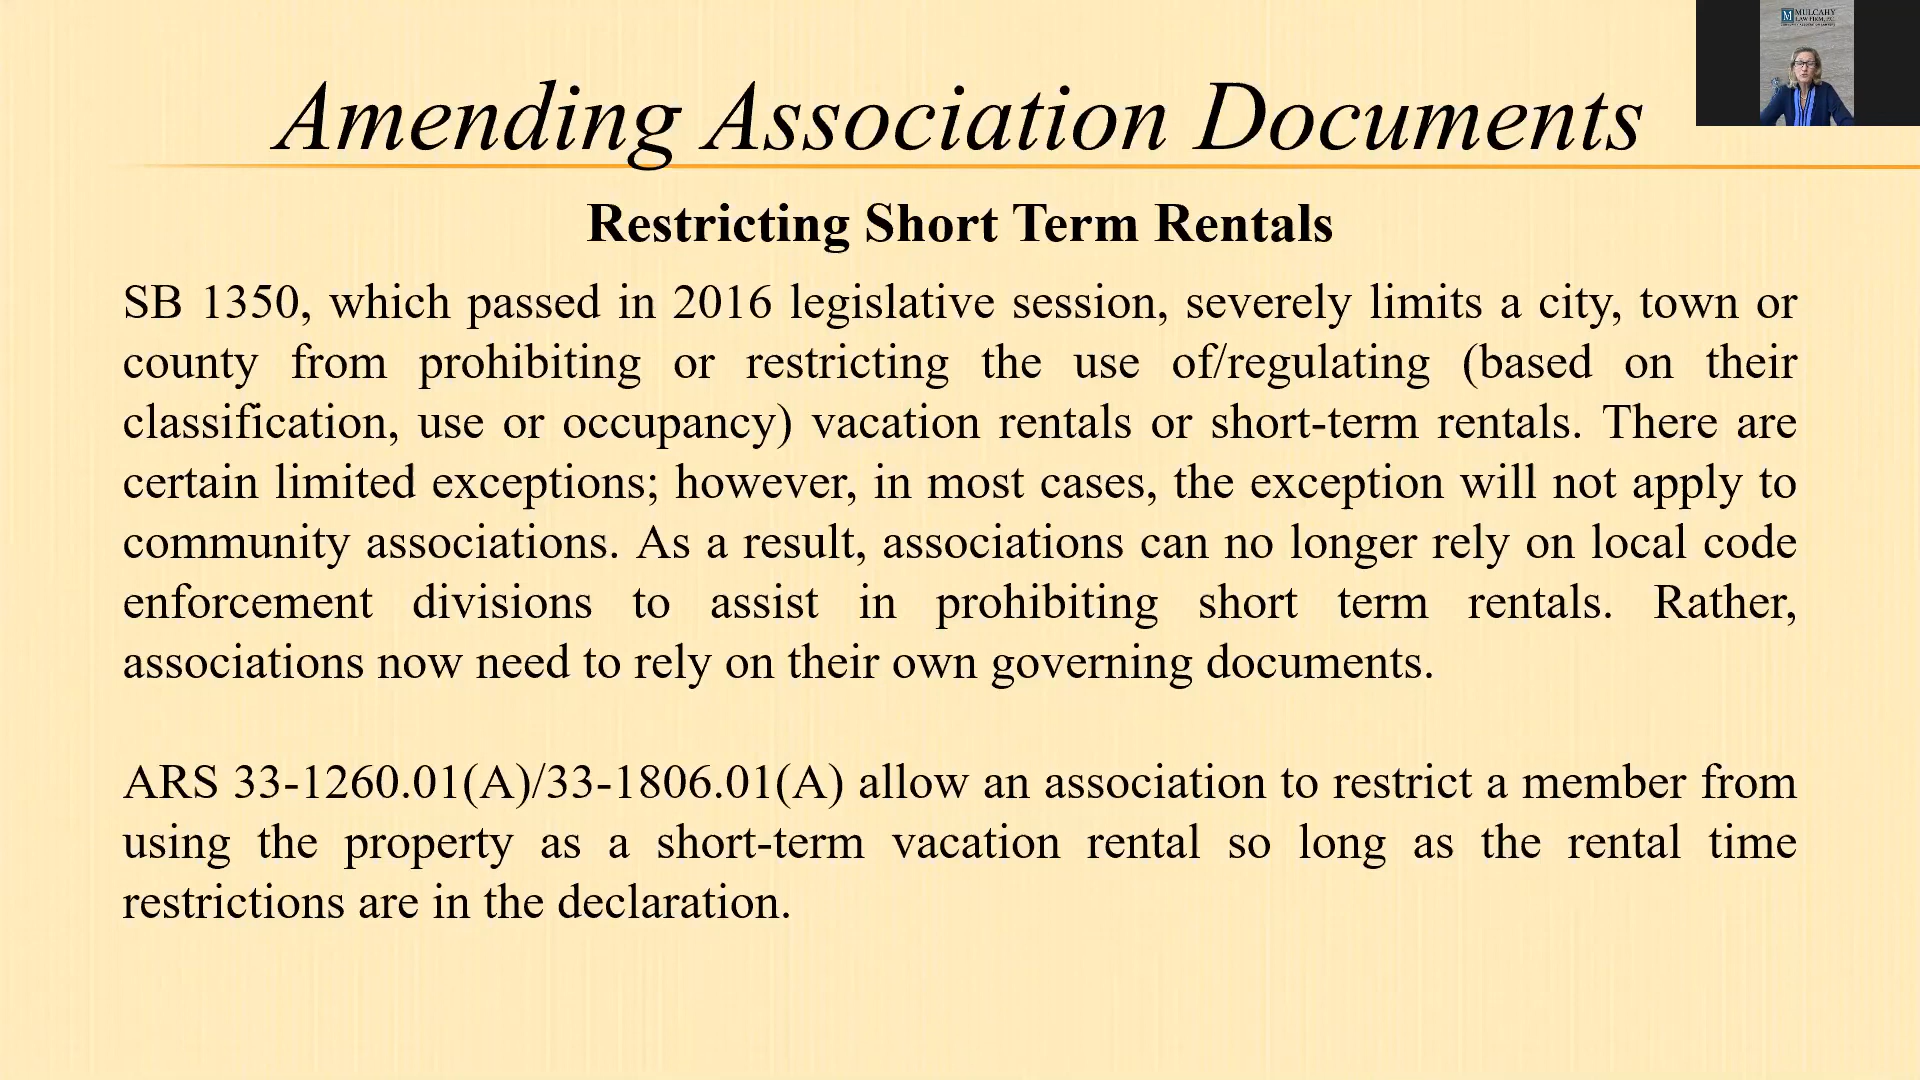 MULCAHY
LAW FIRM, P.C.
Amending Association Documents
Restricting Short Term Rentals
SB 1350, which passed in 2016 legislative session, severely limits a city, town or
county from prohibiting or restricting the use of/regulating (based on their
classification, use or occupancy) vacation rentals or short-term rentals. There are
certain limited exceptions; however, in most cases, the exception will not apply to
community associations. As a result, associations can no longer rely on local code
enforcement divisions to assist in prohibiting short term rentals. Rather,
associations now need to rely on their own governing documents.
ARS 33-1260.01(A)/33-1806.01(A) allow an association to restrict a member from
using the property as a short-term vacation rental so long as the rental time
restrictions are in the declaration.